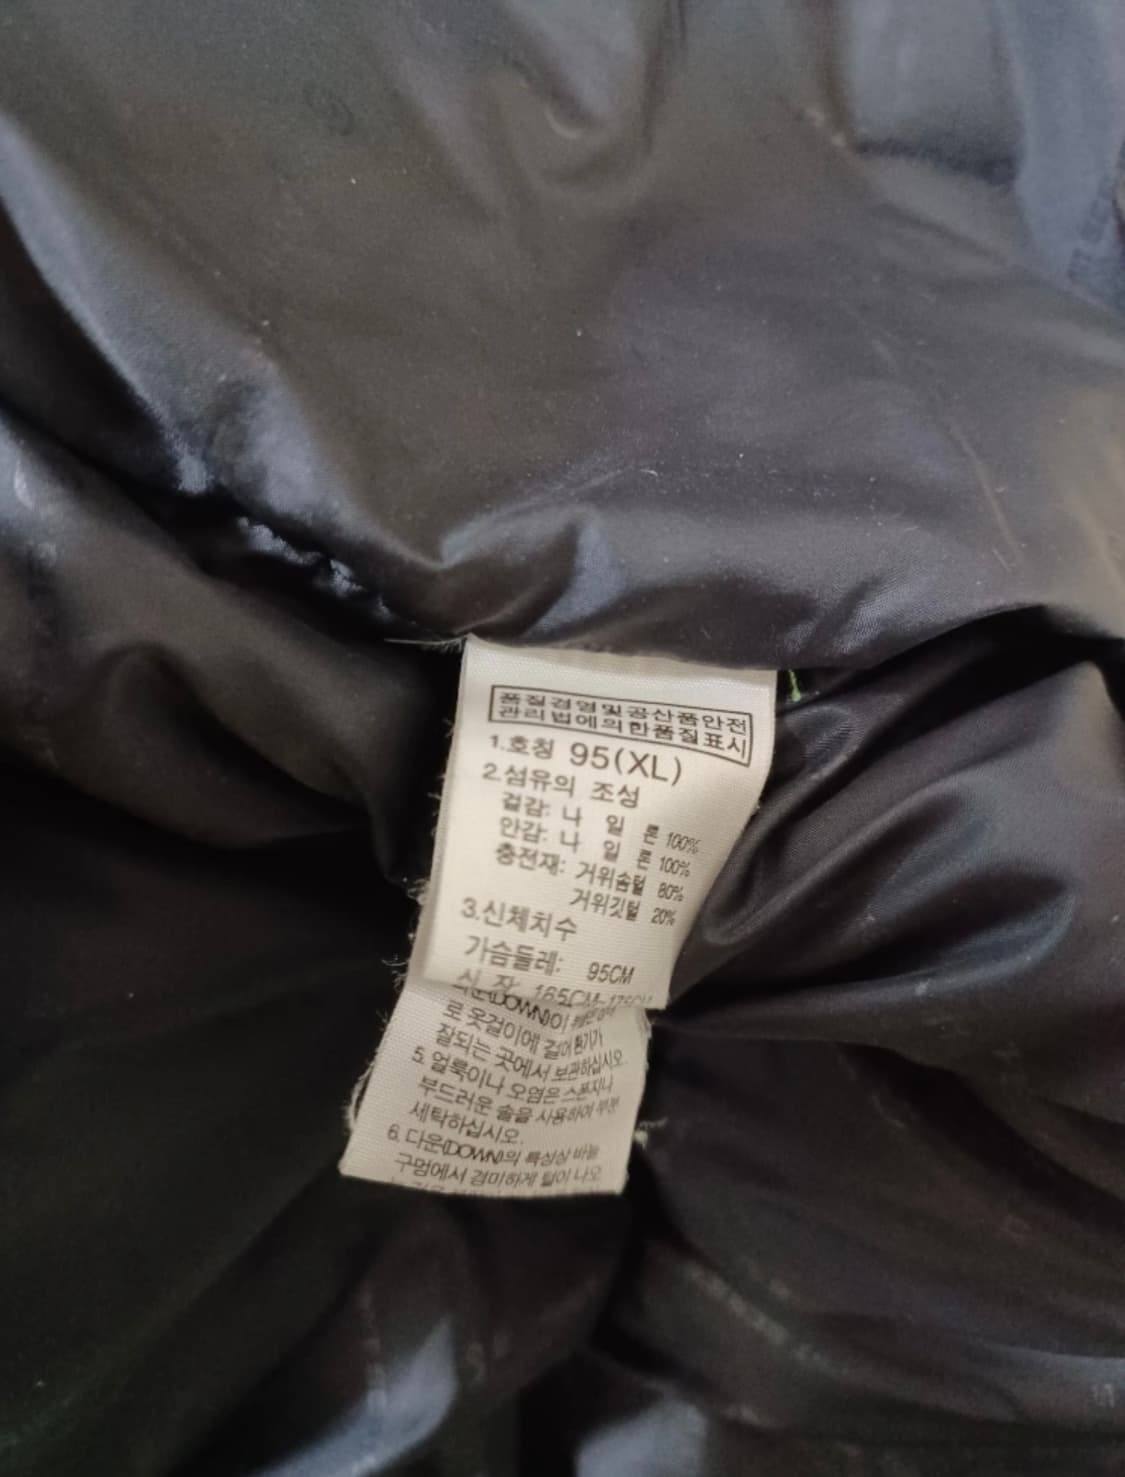 품질경영및공산품안전
관리법에의한품질표시
1.호칭 95(XL)
2.섬유의 조성
겉감: 나 일 론 100%
안감: 나 일 론 100%
충전재: 거위솜털 80%
거위깃털 20%
3.신체치수
가슴둘레: 95CM
신 장 165CM-175CM
(DOWN)이
로 옷걸이에 걸어 환기가
잘되는 곳에서 보관하십시오.
5. 얼룩이나 오염은 스폰지나
부드러운 솔을 사용하여 부분
세탁하십시오.
6. 다운(DOWN)의 특성상 바늘
구멍에서 경미하게 털이 나오